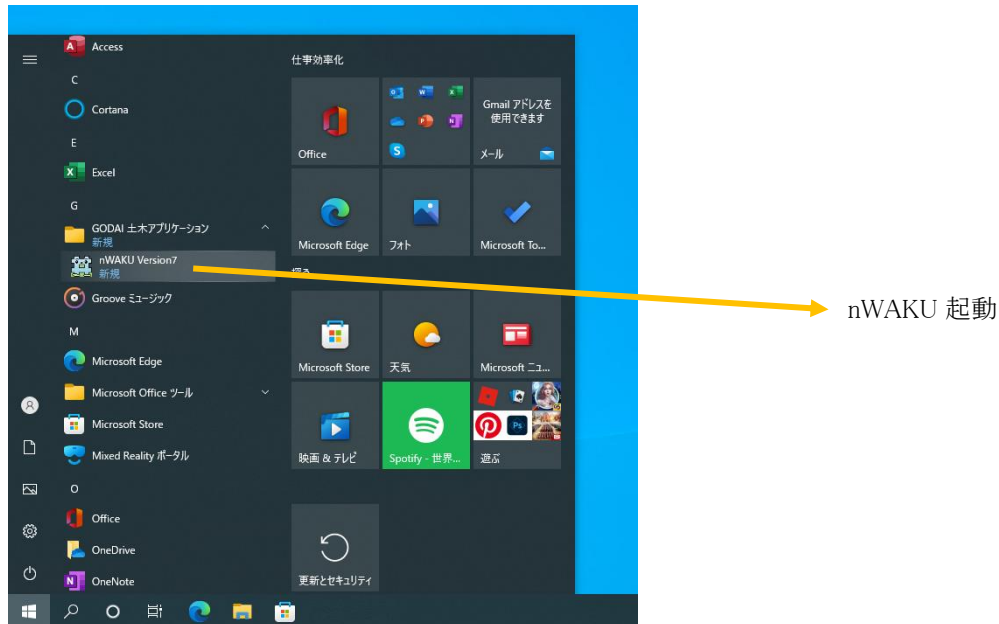 Access
C
Cortana
E
Excel
G
GODAI 土木アプリケーション
新規
nWAKU Version7
新規
Groove ミュージック
M
Microsoft Edge
Microsoft Office ツール
Microsoft Store
Mixed Reality ポータル
O
Office
OneDrive
OneNote
仕事効率化
Office
Gmail アドレスを
使用できます
メール
Microsoft Edge
フォト
Microsoft To...
Microsoft Store
天気
Microsoft ニュ...
映画 & テレビ
Spotify - 世界...
遊ぶ
更新とセキュリティ
nWAKU 起動